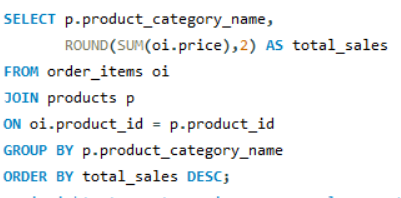 SELECT p.product_category_name,
ROUND(SUM(oi.price),2) AS total_sales
FROM order_items oi
JOIN products p
ON oi.product_id = p.product_id
GROUP BY p.product_category_name
ORDER BY total_sales DESC;